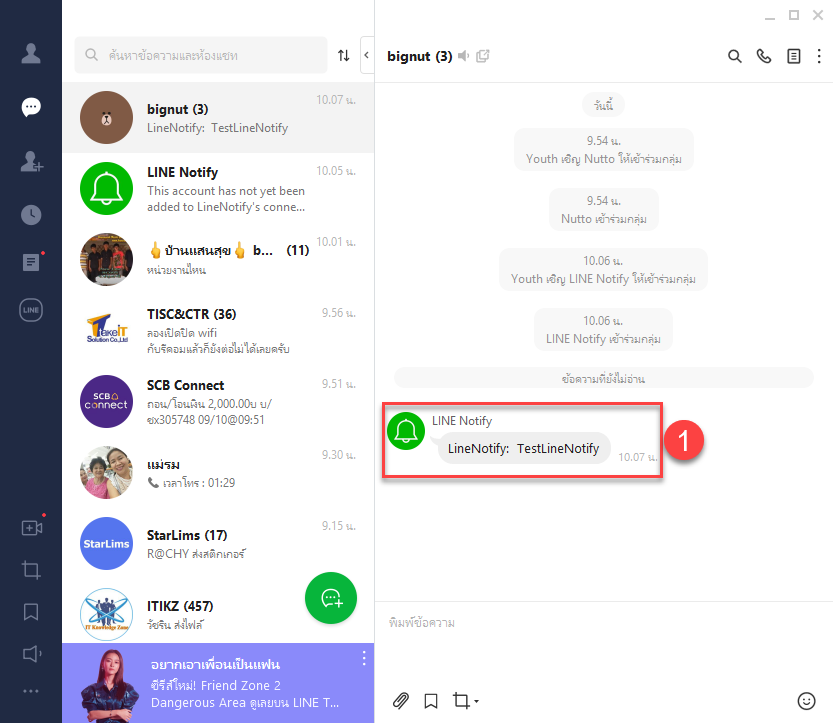 ค้นหาข้อความและห้องแชท
bignut (3)
10.07 น.
LineNotify: TestLineNotify
LINE Notify
10.05 น.
This account has not yet been
added to LineNotify's conne...
👆บ้านแสนสุข👆 b... (11)
10.01 น.
หน่วยงานไหน
TakeiT
Solution Co.,Ltd
TISC&CTR (36)
9.56 น.
ลองเปิดปิด wifi
กับรีคอมแล้วก็ยังต่อไม่ได้เลยครับ
SCB
connect
SCB Connect
9.51 น.
ถอน/โอนเงิน 2,000.00บ บ/
ชx305748 09/10@09:51
แม่รม
9.30 น.
เวลาโทร : 01:29
StarLims
StarLims (17)
9.15 น.
R@CHY ส่งสติกเกอร์
IT Knowledge Zone
ITIKZ (457)
วัชริน ส่งไฟล์
อยากเอาเพื่อนเป็นแฟน
ซีรีส์ใหม่! Friend Zone 2
Dangerous Area ดูเลยบน LINE T...
LINE
bignut (3)
วันนี้
9.54 น.
Youth เชิญ Nutto ให้เข้าร่วมกลุ่ม
9.54 น.
Nutto เข้าร่วมกลุ่ม
10.06 น.
Youth เชิญ LINE Notify ให้เข้าร่วมกลุ่ม
10.06 น.
LINE Notify เข้าร่วมกลุ่ม
ข้อความที่ยังไม่อ่าน
LINE Notify
LineNotify: TestLineNotify
10.07 น.
1
พิมพ์ข้อความ